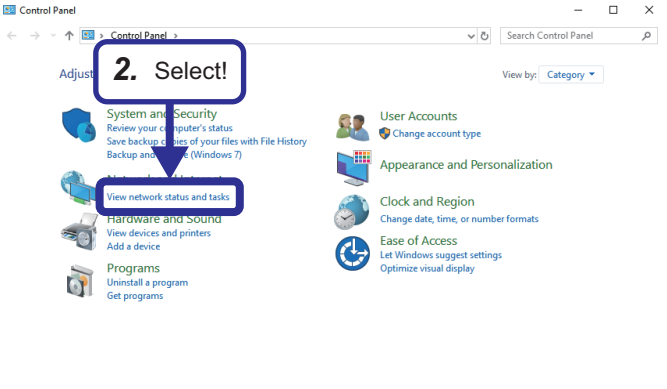 Control Panel
Control Panel
Search Control Panel
Adjust
2. Select!
View by: Category
System and Security
Review your computer's status
Save backup copies of your files with File History
Backup and (Windows 7)
View network status and tasks
Hardware and Sound
View devices and printers
Add a device
Programs
Uninstall a program
Get programs
User Accounts
Change account type
Appearance and Personalization
Clock and Region
Change date, time, or number formats
Ease of Access
Let Windows suggest settings
Optimize visual display